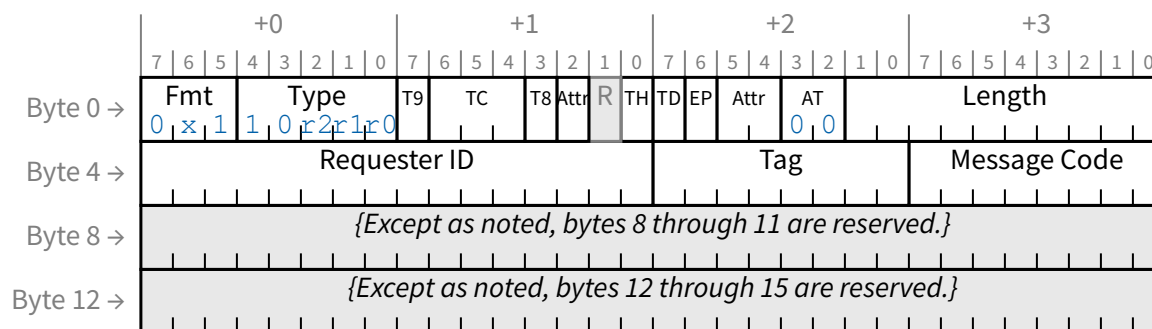 +0 +1 +2 +3
7 6 5 4 3 2 1 0 7 6 5 4 3 2 1 0 7 6 5 4 3 2 1 0 7 6 5 4 3 2 1 0
Byte 0 → Fmt Type T9 TC T8 Attr R TH TD EP Attr AT Length
0 x 1 1 0 r2 r1 r0 0 0
Byte 4 → Requester ID Tag Message Code
Byte 8 → {Except as noted, bytes 8 through 11 are reserved.}
Byte 12 → {Except as noted, bytes 12 through 15 are reserved.}